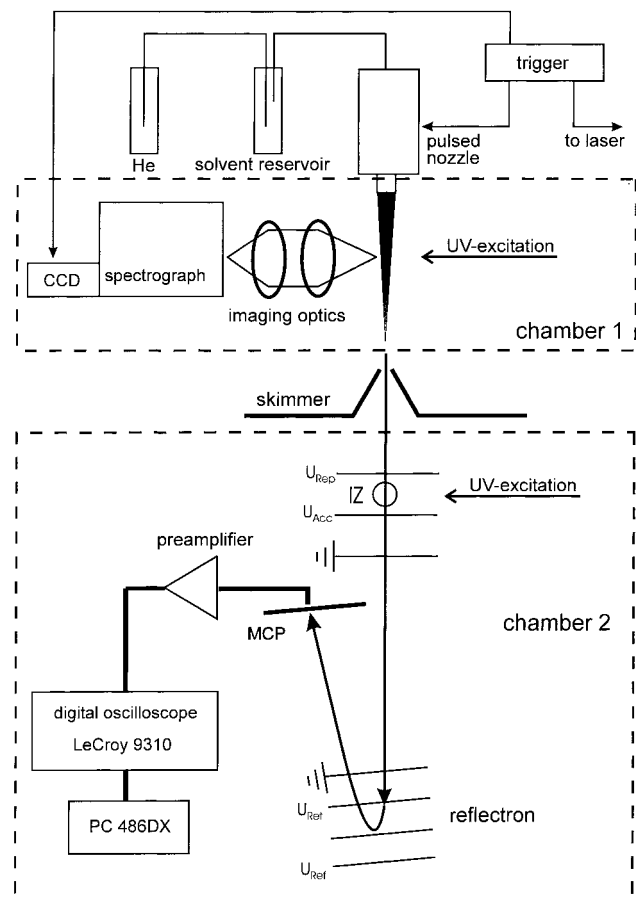 trigger
He
solvent reservoir
pulsed
nozzle
to laser
CCD
spectrograph
UV-excitation
imaging optics
chamber 1
skimmer
U_Rep
IZ
UV-excitation
U_Acc
preamplifier
MCP
chamber 2
digital oscilloscope
LeCroy 9310
PC 486DX
U_Ref
reflectron
U_Ref